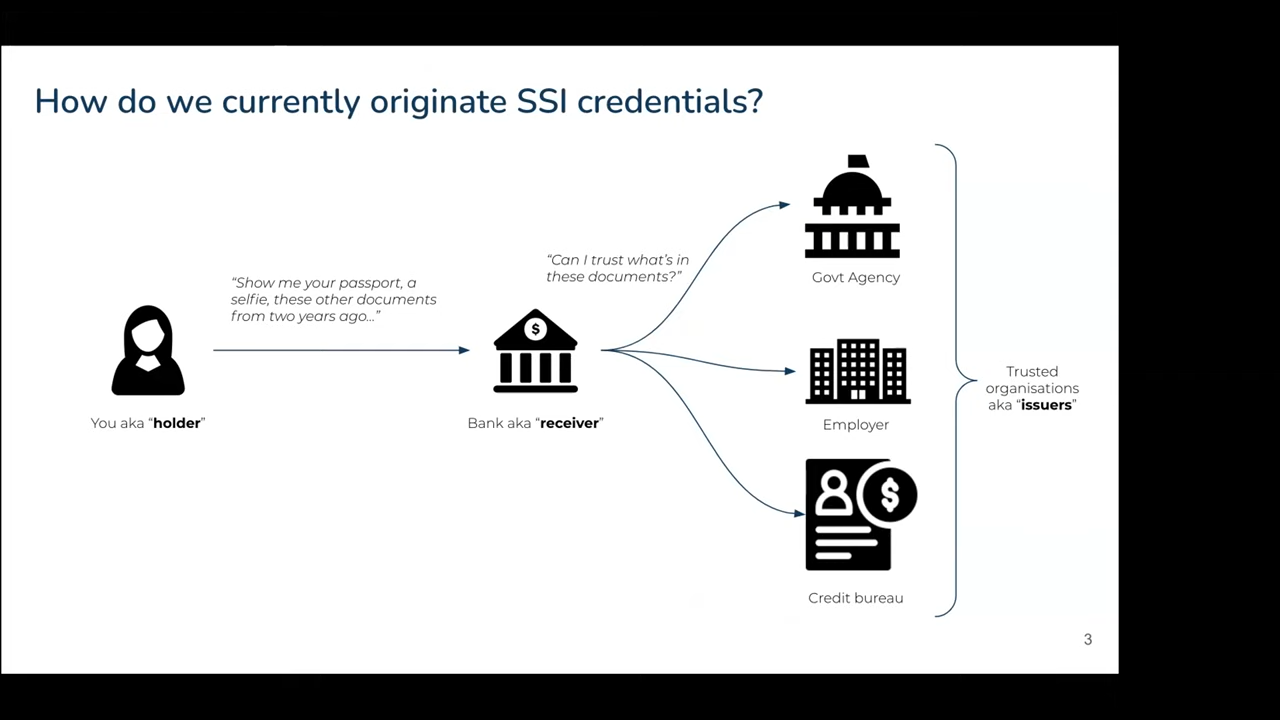 How do we currently originate SSI credentials?
“Show me your passport, a
selfie, these other documents
from two years ago...”
“Can I trust what’s in
these documents?”
You aka “holder”
$
Bank aka “receiver”
Govt Agency
Employer
$
Credit bureau
Trusted
organisations
aka “issuers”
3